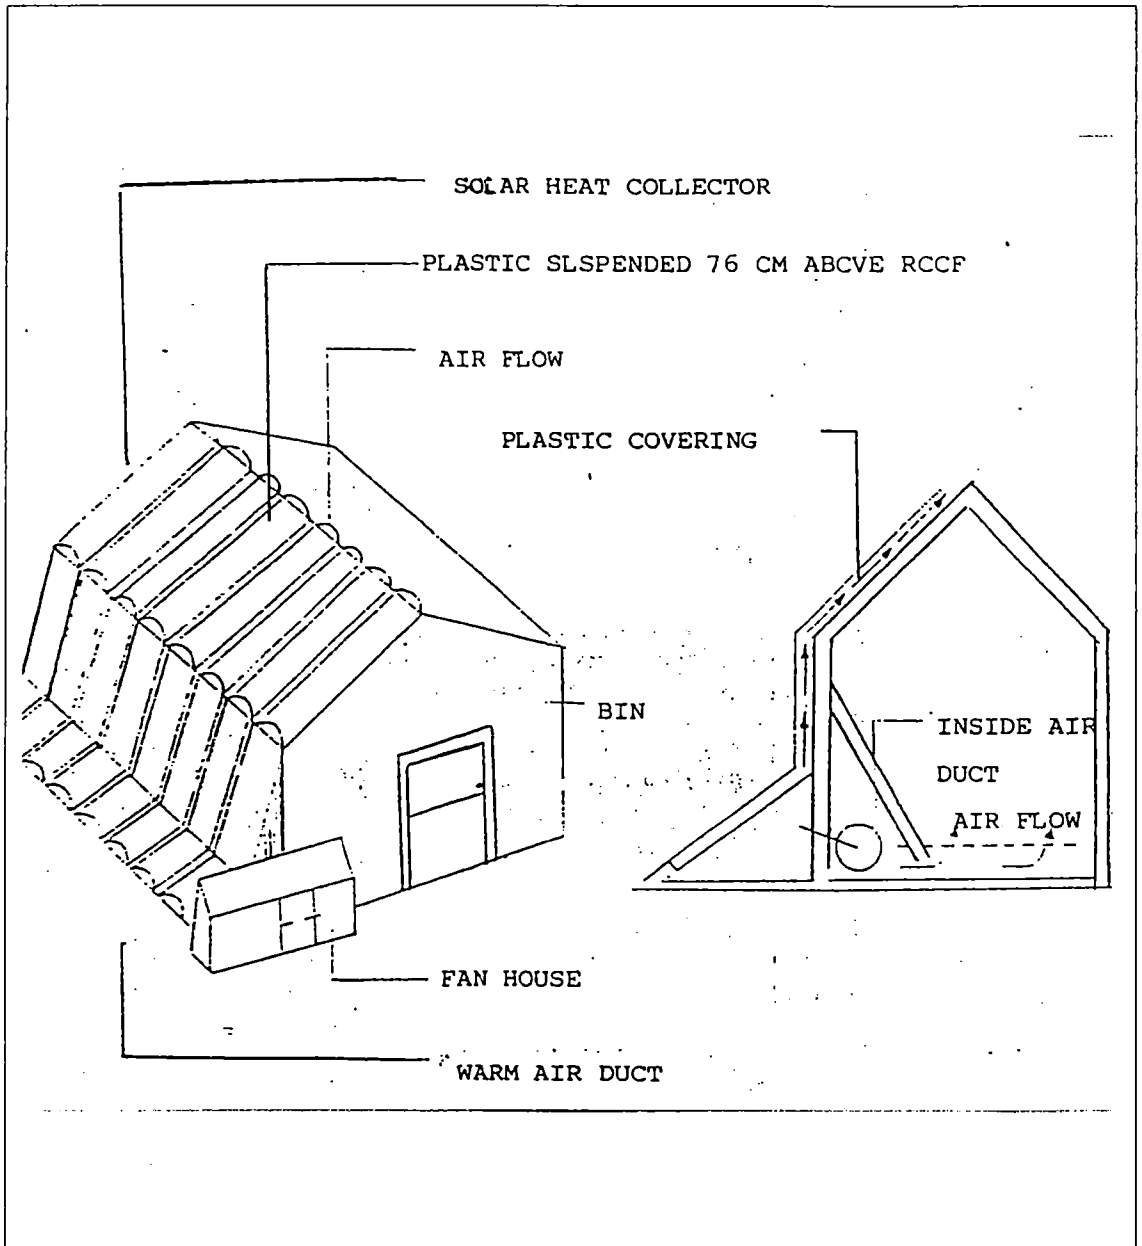 SOLAR HEAT COLLECTOR
PLASTIC SLSPENDED 76 CM ABCVE RCCF
AIR FLOW
PLASTIC COVERING
BIN
INSIDE AIR
DUCT
AIR FLOW
FAN HOUSE
WARM AIR DUCT